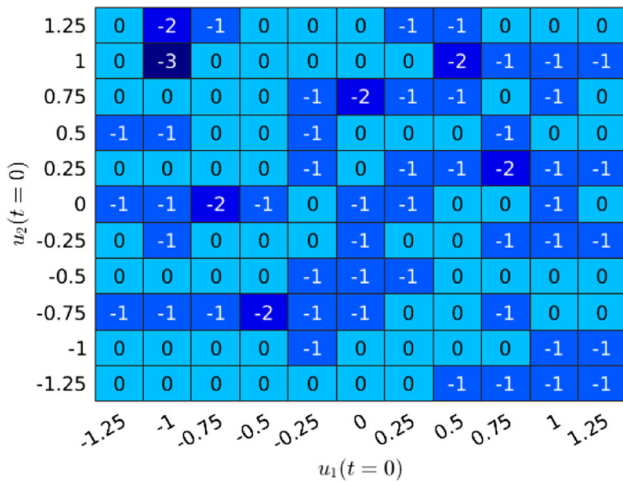 1.25 0 -2 -1 0 0 0 -1 -1 0 0 0
1 0 -3 0 0 0 0 0 -2 -1 -1 -1
0.75 0 0 0 0 -1 -2 -1 -1 0 -1 0
0.5 -1 -1 0 0 -1 0 0 0 -1 0 0
0.25 0 0 0 0 -1 0 -1 -1 -2 -1 -1
0 -1 -1 -2 -1 0 -1 -1 0 0 -1 0
-0.25 0 -1 0 0 0 -1 0 0 -1 -1 -1
-0.5 0 0 0 0 -1 -1 -1 0 0 0 0
-0.75 -1 -1 -1 -2 -1 -1 0 0 -1 0 0
-1 0 0 0 0 -1 0 0 0 0 -1 -1
-1.25 0 0 0 0 0 0 0 -1 -1 -1 -1
u₂(t = 0)
-1.25 -1 -0.75 -0.5 -0.25 0 0.25 0.5 0.75 1 1.25
u₁(t = 0)